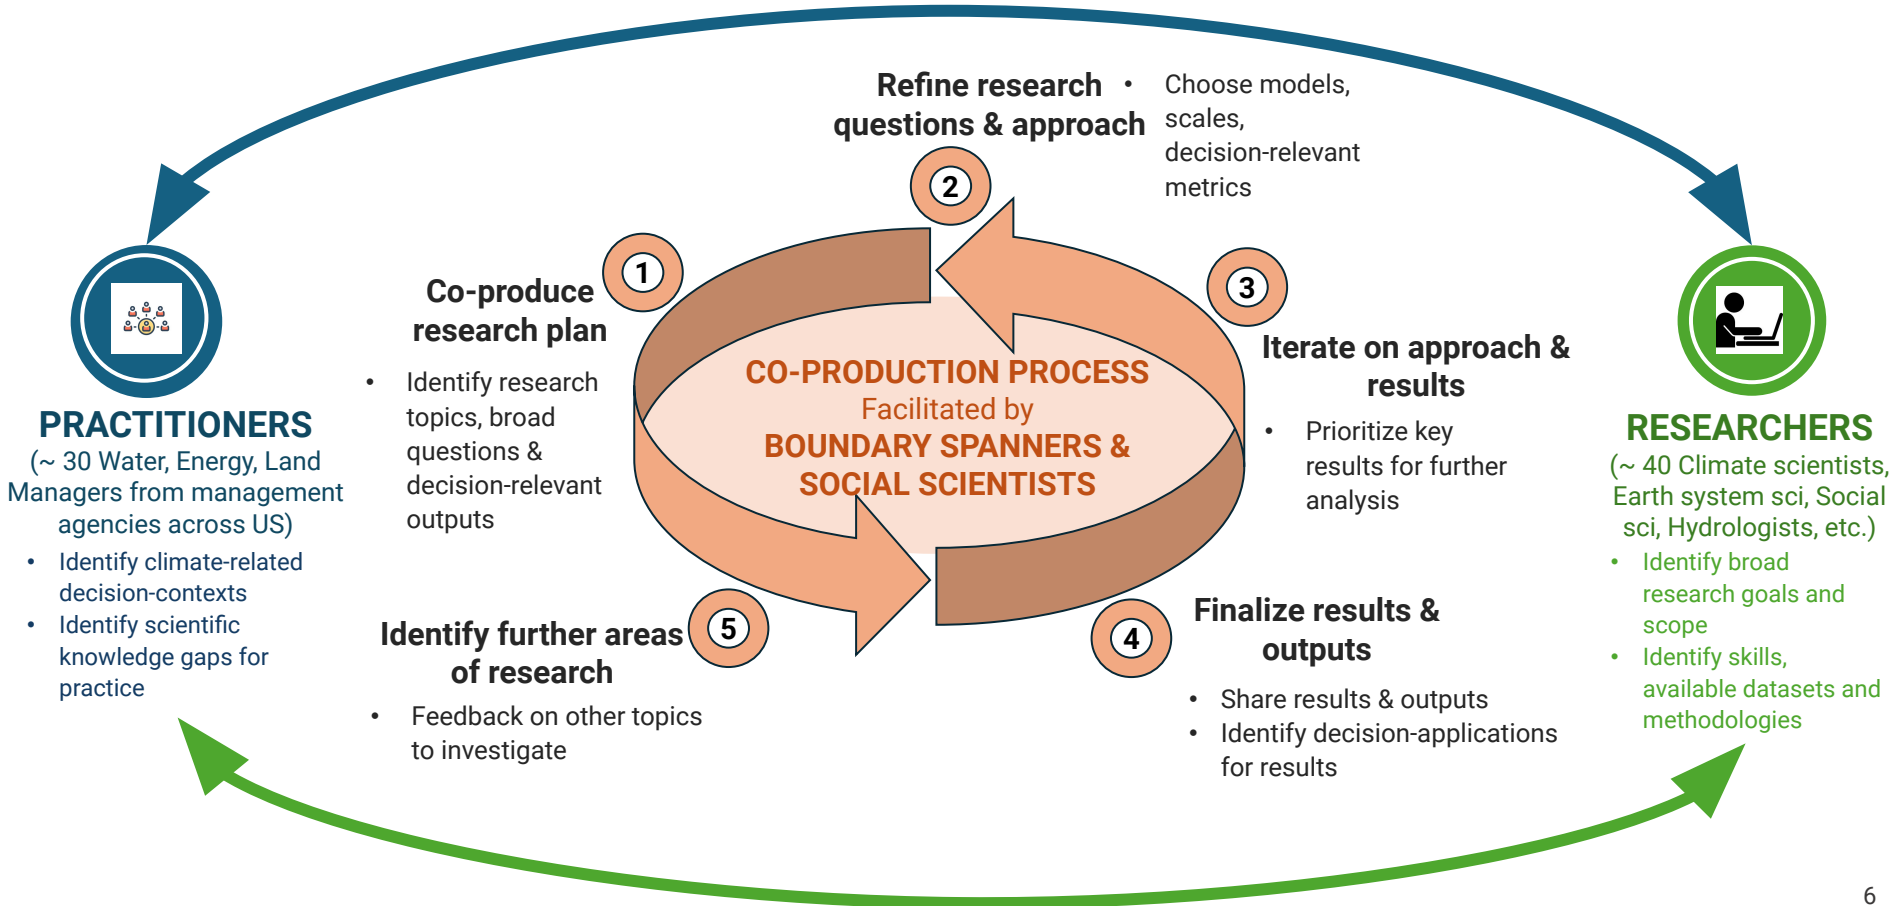 Refine research
questions & approach
• Choose models,
scales,
decision-relevant
metrics
2
1
Co-produce
research plan
• Identify research
topics, broad
questions &
decision-relevant
outputs
3
Iterate on approach &
results
• Prioritize key
results for further
analysis
CO-PRODUCTION PROCESS
Facilitated by
BOUNDARY SPANNERS &
SOCIAL SCIENTISTS
PRACTITIONERS
(~ 30 Water, Energy, Land
Managers from management
agencies across US)
• Identify climate-related
decision-contexts
• Identify scientific
knowledge gaps for
practice
RESEARCHERS
(~ 40 Climate scientists,
Earth system sci, Social
sci, Hydrologists, etc.)
• Identify broad
research goals and
scope
• Identify skills,
available datasets and
methodologies
5
Identify further areas
of research
• Feedback on other topics
to investigate
4
Finalize results &
outputs
• Share results & outputs
• Identify decision-applications
for results
6